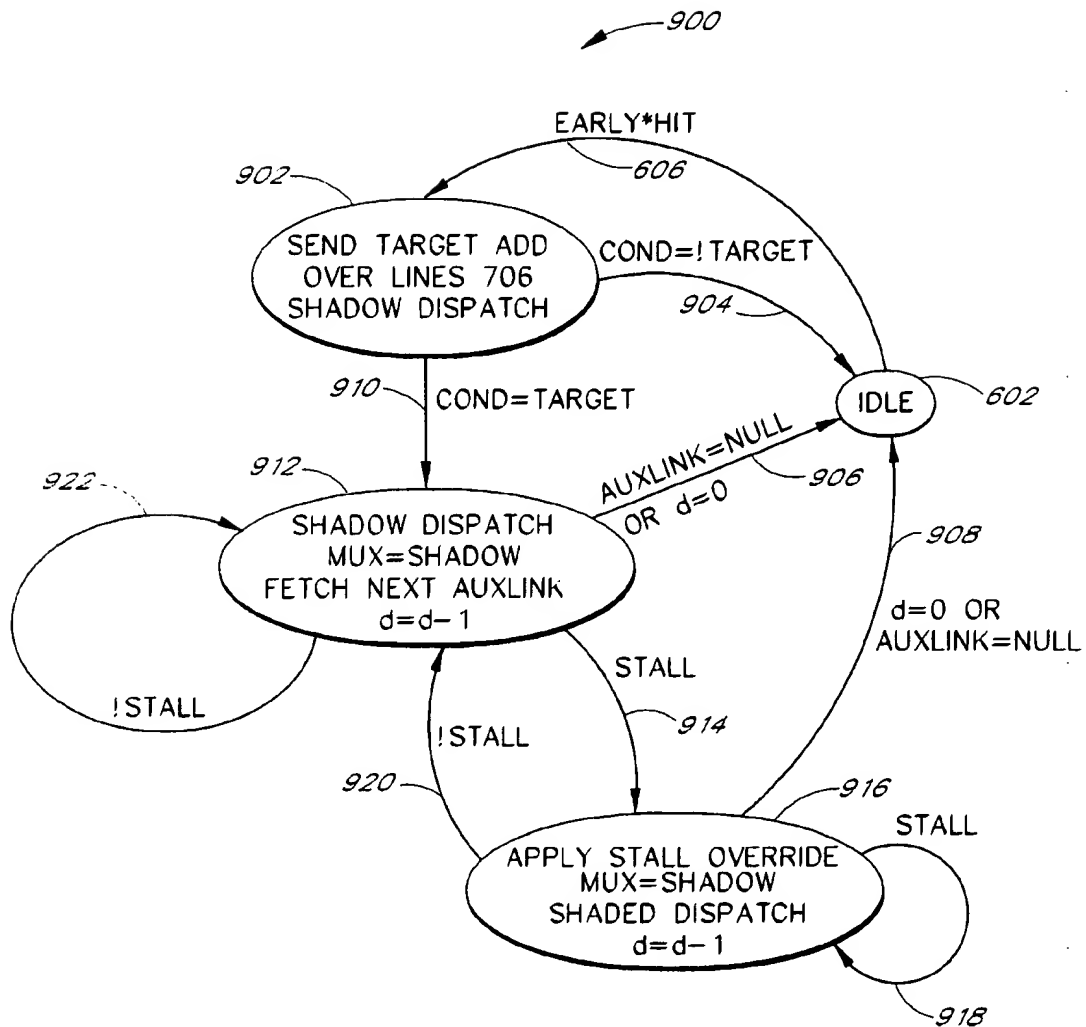 900
EARLY*HIT
606
902
SEND TARGET ADD
OVER LINES 706
SHADOW DISPATCH
COND=!TARGET
904
910
COND=TARGET
IDLE
602
AUXLINK=NULL
OR d=0
906
912
922
SHADOW DISPATCH
MUX=SHADOW
FETCH NEXT AUXLINK
d=d-1
908
d=0 OR
AUXLINK=NULL
STALL
914
!STALL
!STALL
920
916
STALL
APPLY STALL OVERRIDE
MUX=SHADOW
SHADED DISPATCH
d=d-1
918